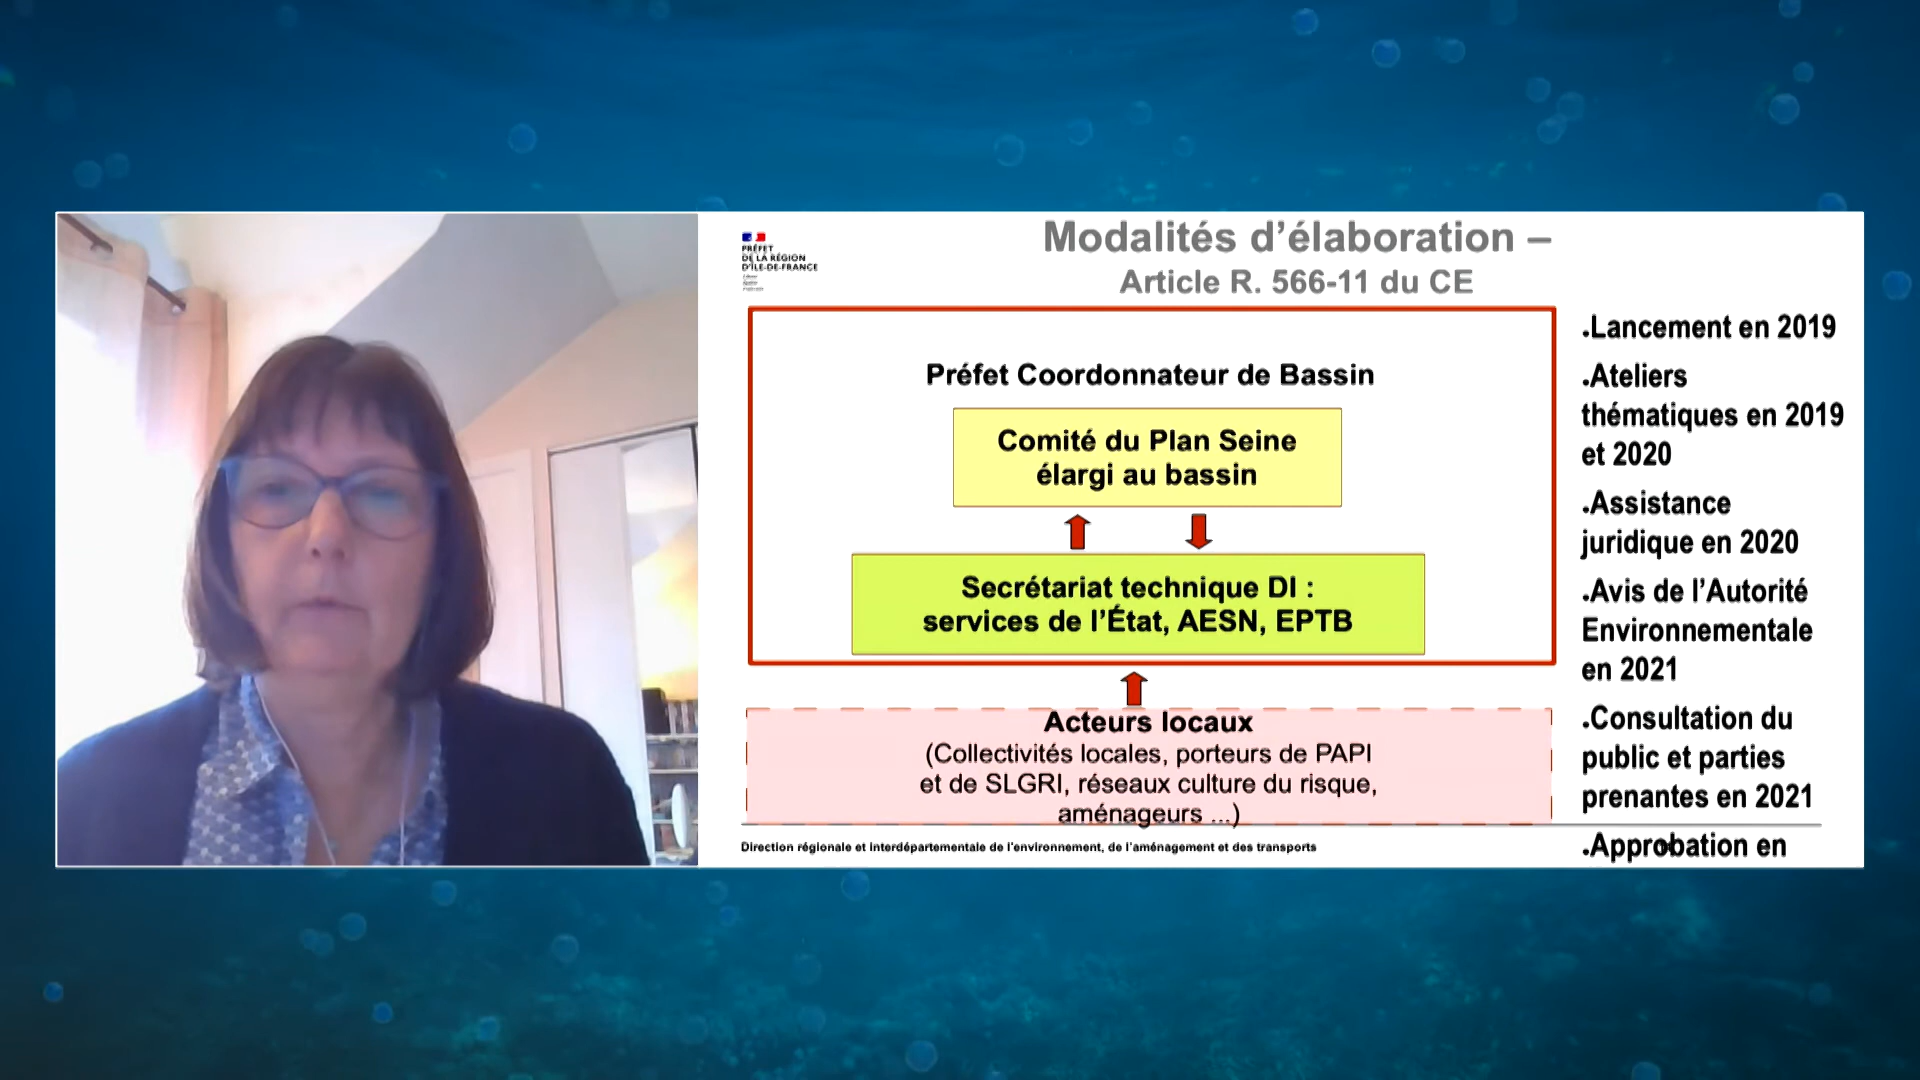 PRÉFET
DE LA RÉGION
D'ÎLE-DE-FRANCE
Modalités d'élaboration –
Article R. 566-11 du CE
Préfet Coordonnateur de Bassin
Comité du Plan Seine
élargi au bassin
Secrétariat technique DI :
services de l'État, AESN, EPTB
Acteurs locaux
(Collectivités locales, porteurs de PAPI
et de SLGRI, réseaux culture du risque,
aménageurs ...)
Direction régionale et interdépartementale de l'environnement, de l'aménagement et des transports
.Lancement en 2019
.Ateliers
thématiques en 2019
et 2020
.Assistance
juridique en 2020
.Avis de l'Autorité
Environnementale
en 2021
.Consultation du
public et parties
prenantes en 2021
.Approbation en